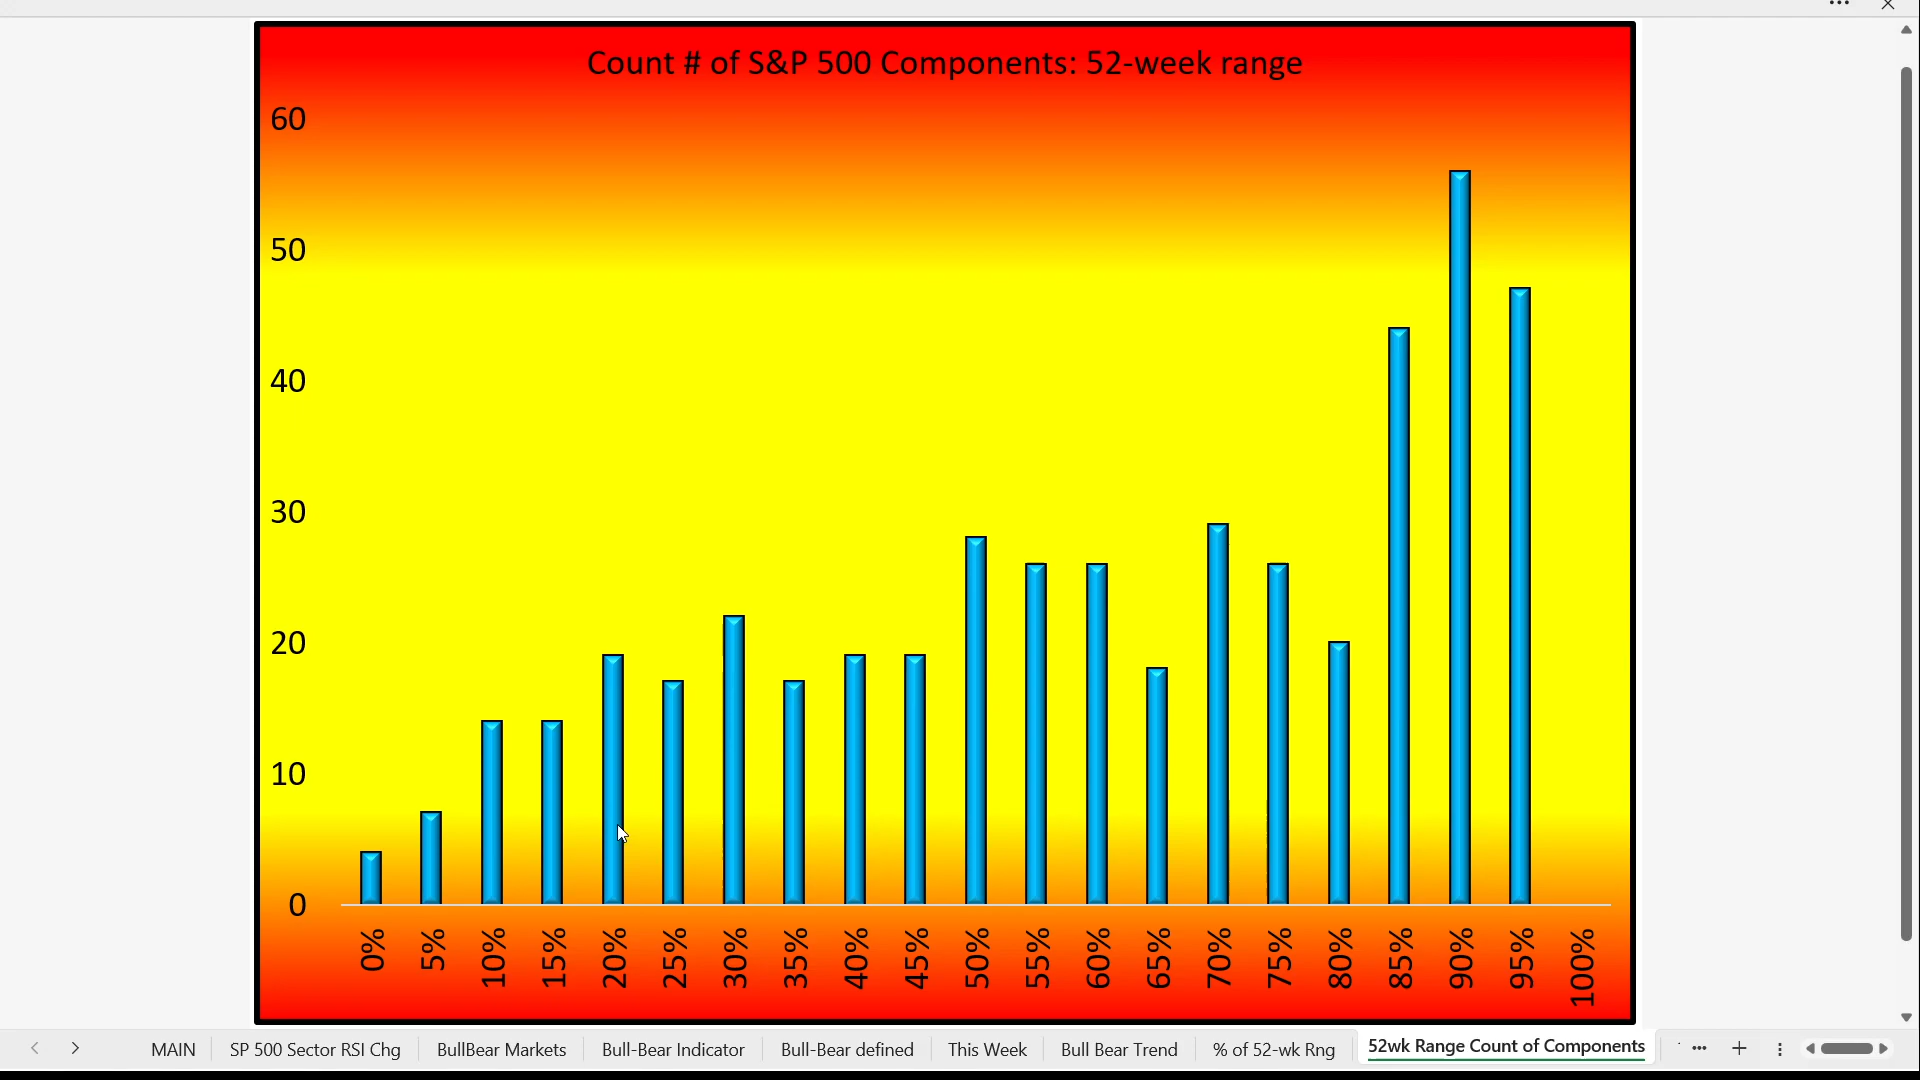 Count # of S&P 500 Components: 52-week range
60
50
40
30
20
10
0
0% 5% 10% 15% 20% 25% 30% 35% 40% 45% 50% 55% 60% 65% 70% 75% 80% 85% 90% 95% 100%
MAIN SP 500 Sector RSI Chg BullBear Markets Bull-Bear Indicator Bull-Bear defined This Week Bull Bear Trend % of 52-wk Rng 52wk Range Count of Components